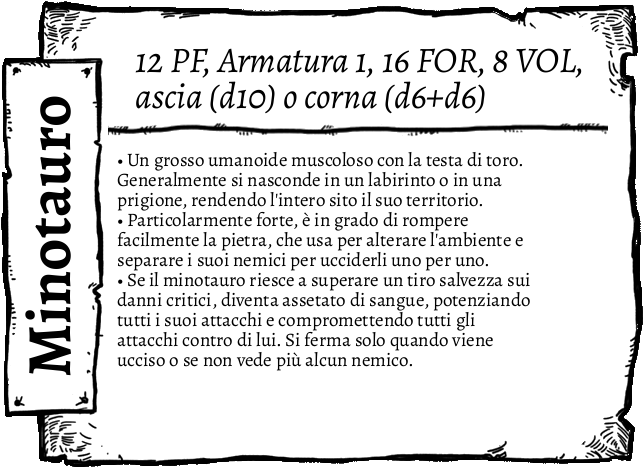 Minotauro
12 PF, Armatura 1, 16 FOR, 8 VOL,
ascia (d10) o corna (d6+d6)
• Un grosso umanoide muscoloso con la testa di toro.
Generalmente si nasconde in un labirinto o in una
prigione, rendendo l'intero sito il suo territorio.
• Particolarmente forte, è in grado di rompere
facilmente la pietra, che usa per alterare l'ambiente e
separare i suoi nemici per ucciderli uno per uno.
• Se il minotauro riesce a superare un tiro salvezza sui
danni critici, diventa assetato di sangue, potenziando
tutti i suoi attacchi e compromettendo tutti gli
attacchi contro di lui. Si ferma solo quando viene
ucciso o se non vede più alcun nemico.